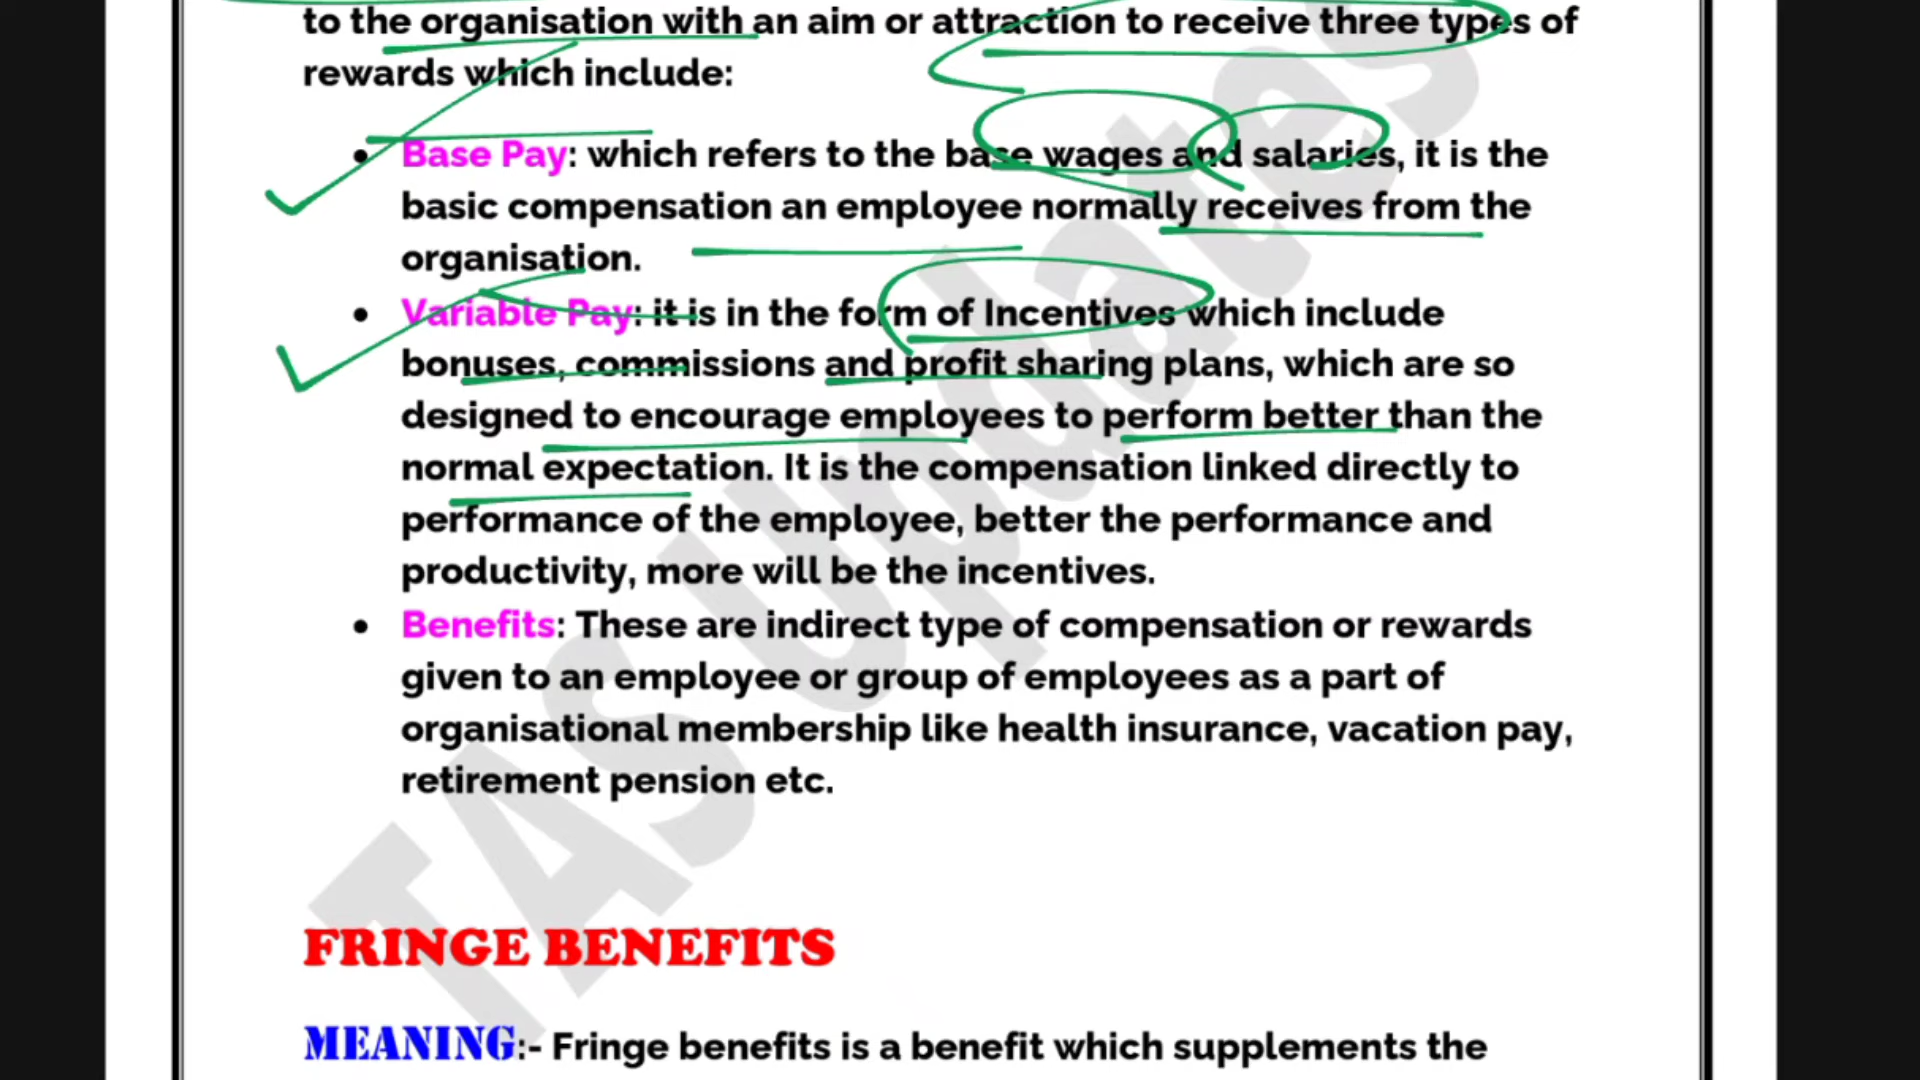 to the organisation with an aim or attraction to receive three types of
rewards which include:
• Base Pay: which refers to the base wages and salaries, it is the
basic compensation an employee normally receives from the
organisation.
• Variable Pay: it is in the form of Incentives which include
bonuses, commissions and profit sharing plans, which are so
designed to encourage employees to perform better than the
normal expectation. It is the compensation linked directly to
performance of the employee, better the performance and
productivity, more will be the incentives.
• Benefits: These are indirect type of compensation or rewards
given to an employee or group of employees as a part of
organisational membership like health insurance, vacation pay,
retirement pension etc.
FRINGE BENEFITS
MEANING:- Fringe benefits is a benefit which supplements the
TAS Updates